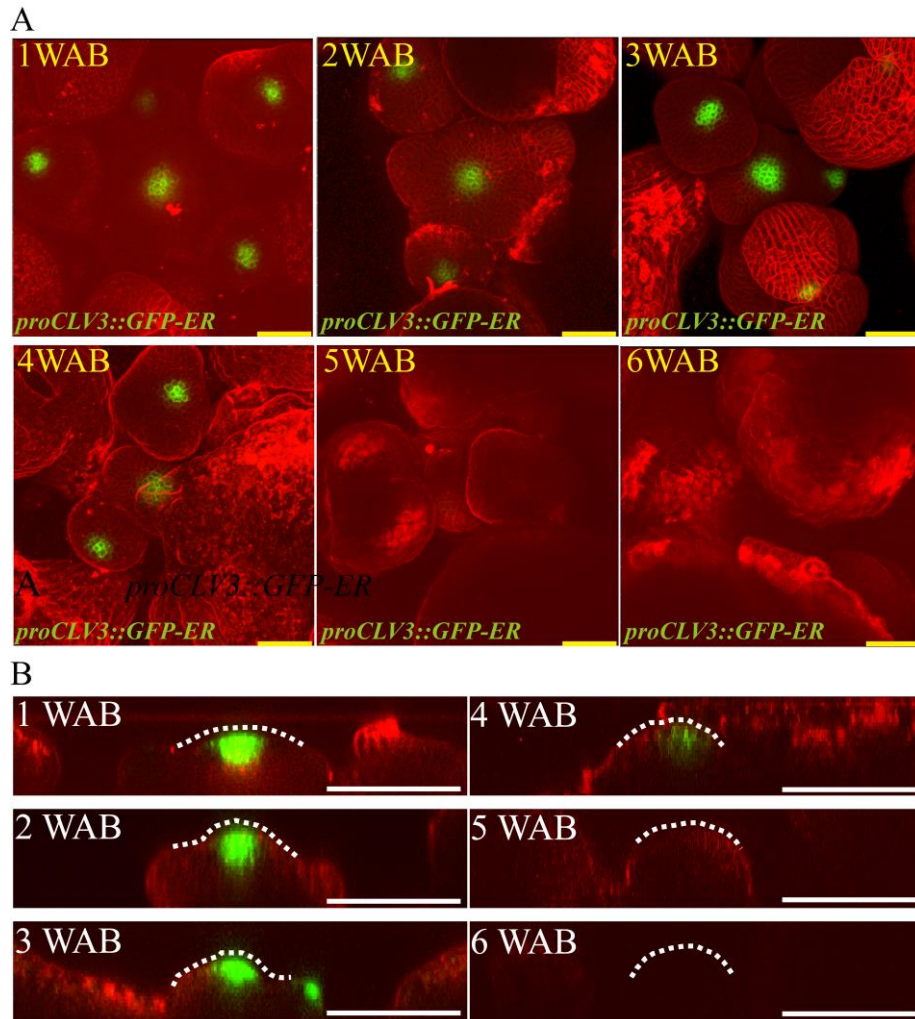 A
1WAB
2WAB
3WAB
proCLV3::GFP-ER
proCLV3::GFP-ER
proCLV3::GFP-ER
4WAB
5WAB
6WAB
A proCLV3::GFP-ER
proCLV3::GFP-ER
proCLV3::GFP-ER
proCLV3::GFP-ER
B
1 WAB
4 WAB
2 WAB
5 WAB
3 WAB
6 WAB